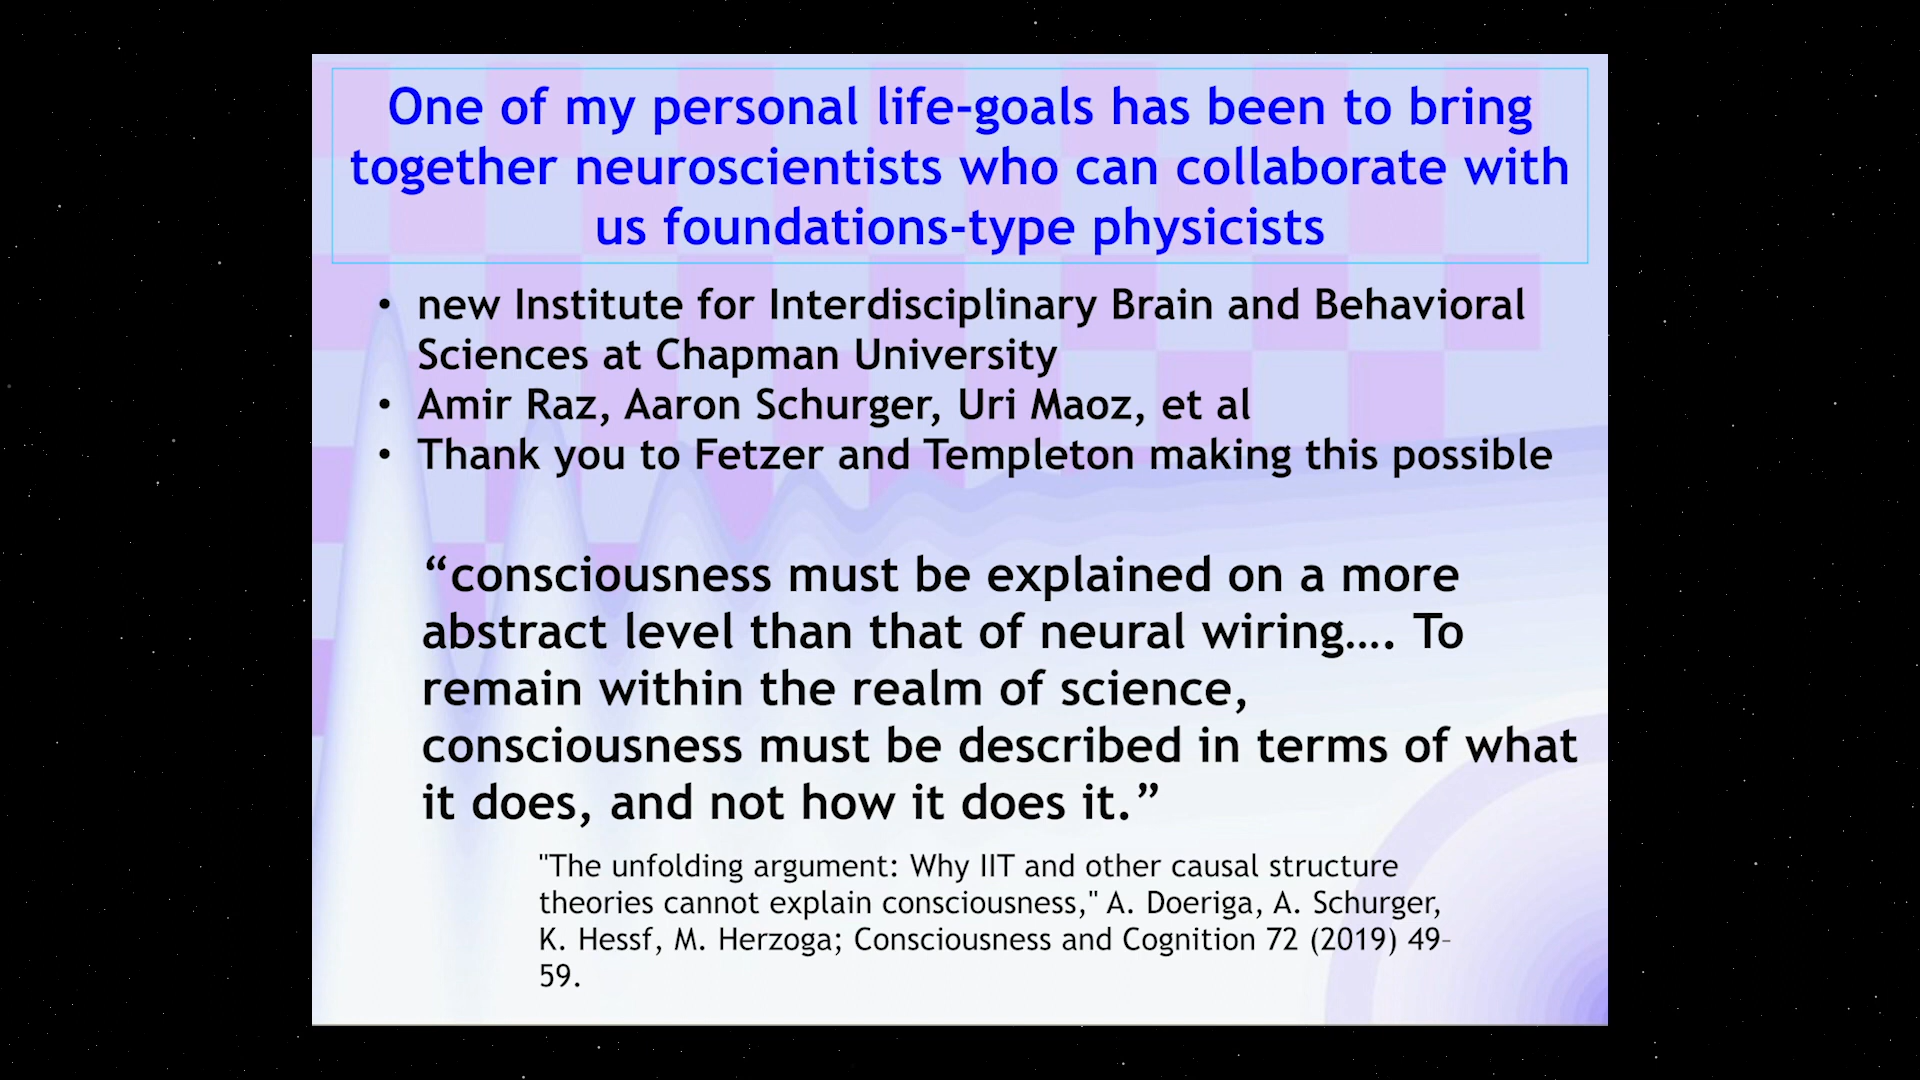 One of my personal life-goals has been to bring
together neuroscientists who can collaborate with
us foundations-type physicists
• new Institute for Interdisciplinary Brain and Behavioral
Sciences at Chapman University
• Amir Raz, Aaron Schurger, Uri Maoz, et al
• Thank you to Fetzer and Templeton making this possible
“consciousness must be explained on a more
abstract level than that of neural wiring…. To
remain within the realm of science,
consciousness must be described in terms of what
it does, and not how it does it.”
"The unfolding argument: Why IIT and other causal structure
theories cannot explain consciousness," A. Doeriga, A. Schurger,
K. Hessf, M. Herzoga; Consciousness and Cognition 72 (2019) 49–
59.